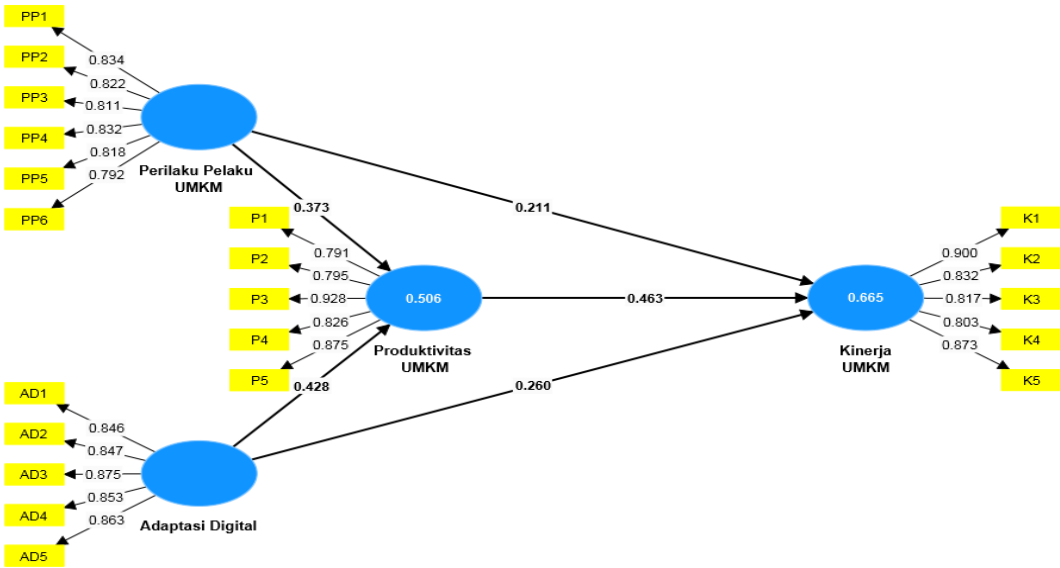 PP1
PP2
PP3
PP4
PP5
PP6
0.834
0.822
0.811
0.832
0.818
0.792
Perilaku Pelaku
UMKM
0.373
0.211
P1
P2
P3
P4
P5
0.791
0.795
0.928
0.826
0.875
0.506
Produktivitas
UMKM
0.463
0.428
0.260
0.665
Kinerja
UMKM
0.900
0.832
0.817
0.803
0.873
K1
K2
K3
K4
K5
AD1
AD2
AD3
AD4
AD5
0.846
0.847
0.875
0.853
0.863
Adaptasi Digital